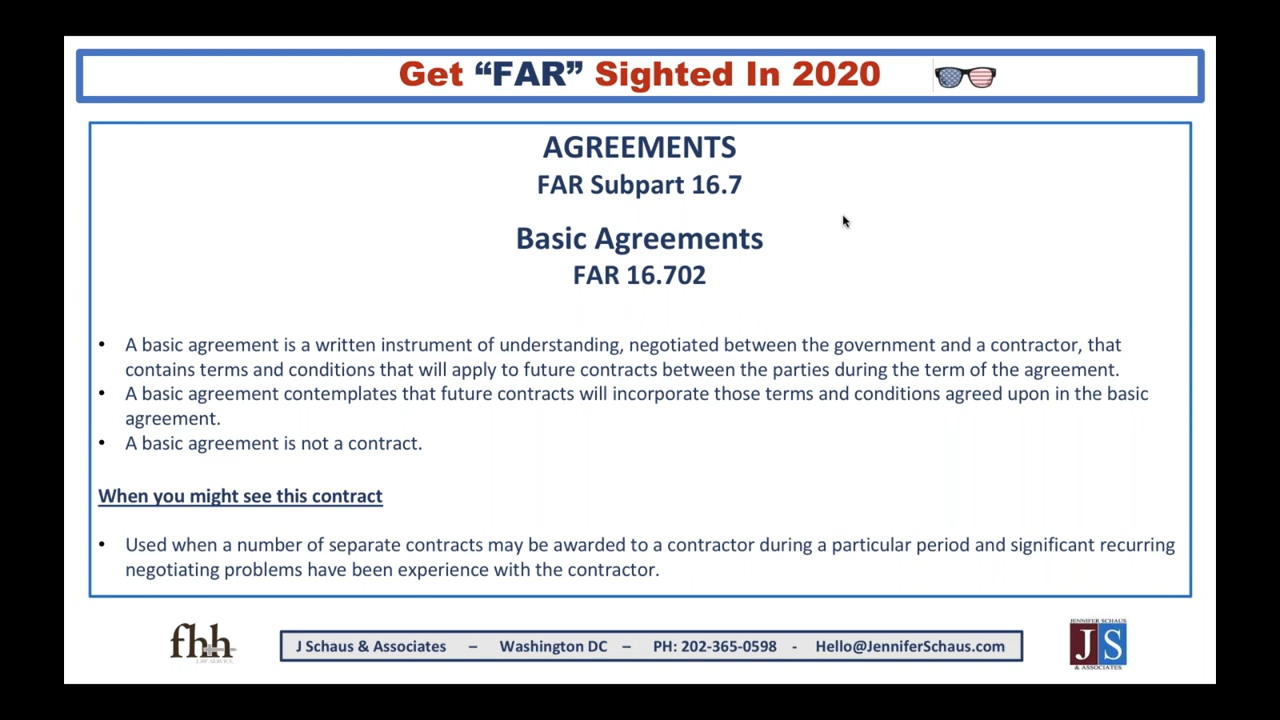 Get “FAR” Sighted In 2020
AGREEMENTS
FAR Subpart 16.7
Basic Agreements
FAR 16.702
• A basic agreement is a written instrument of understanding, negotiated between the government and a contractor, that
contains terms and conditions that will apply to future contracts between the parties during the term of the agreement.
• A basic agreement contemplates that future contracts will incorporate those terms and conditions agreed upon in the basic
agreement.
• A basic agreement is not a contract.
When you might see this contract
• Used when a number of separate contracts may be awarded to a contractor during a particular period and significant recurring
negotiating problems have been experience with the contractor.
fhh
LAW SERVICE
J Schaus & Associates – Washington DC – PH: 202-365-0598 - Hello@JenniferSchaus.com
JENNIFER SCHAUS
JS
& ASSOCIATES